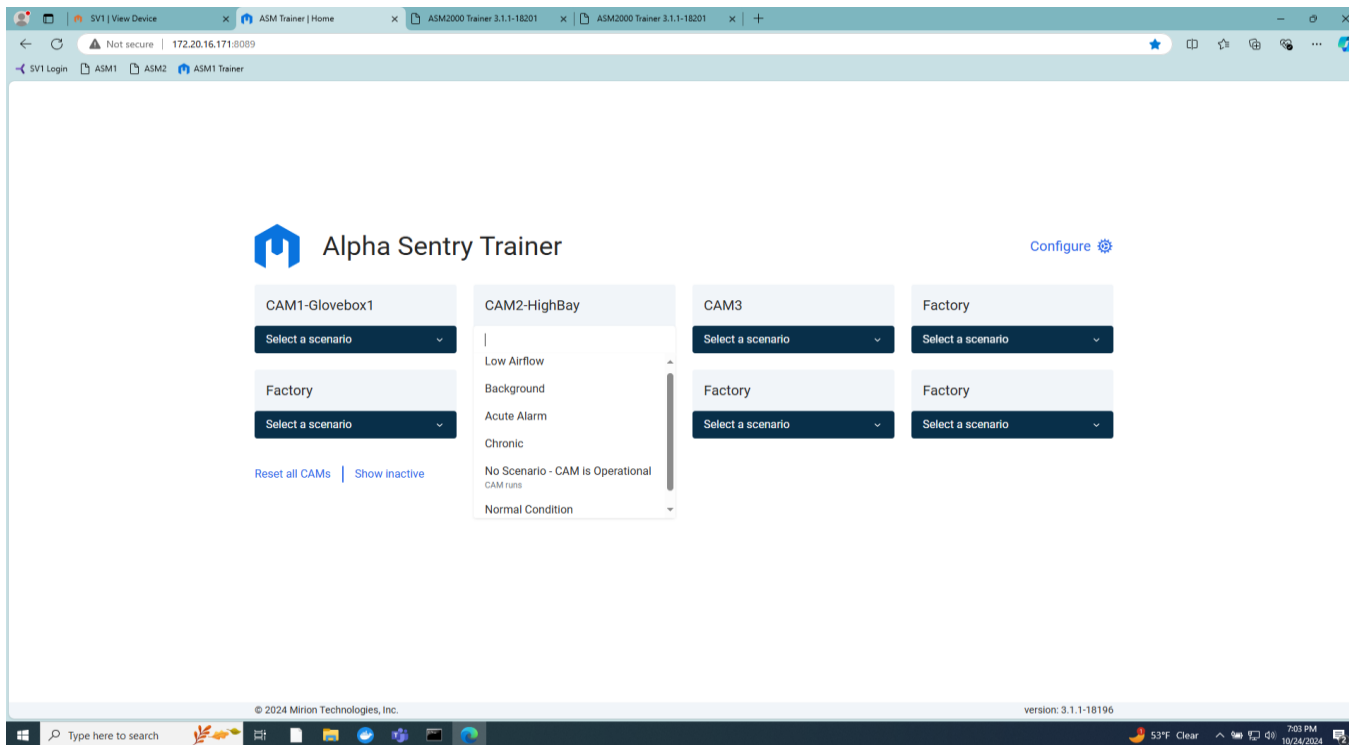 SV1 | View Device
ASM Trainer | Home
ASM2000 Trainer 3.1.1-18201
ASM2000 Trainer 3.1.1-18201
Not secure
172.20.16.171:8089
SV1 Login
ASM1
ASM2
ASM1 Trainer
Alpha Sentry Trainer
Configure
CAM1-Glovebox1
CAM2-HighBay
CAM3
Factory
Select a scenario
Select a scenario
Select a scenario
Low Airflow
Background
Acute Alarm
Chronic
No Scenario - CAM is Operational
CAM runs
Normal Condition
Factory
Factory
Factory
Select a scenario
Select a scenario
Select a scenario
Reset all CAMs
Show inactive
© 2024 Mirion Technologies, Inc.
version: 3.1.1-18196
Type here to search
53°F Clear
7:03 PM
10/24/2024
2